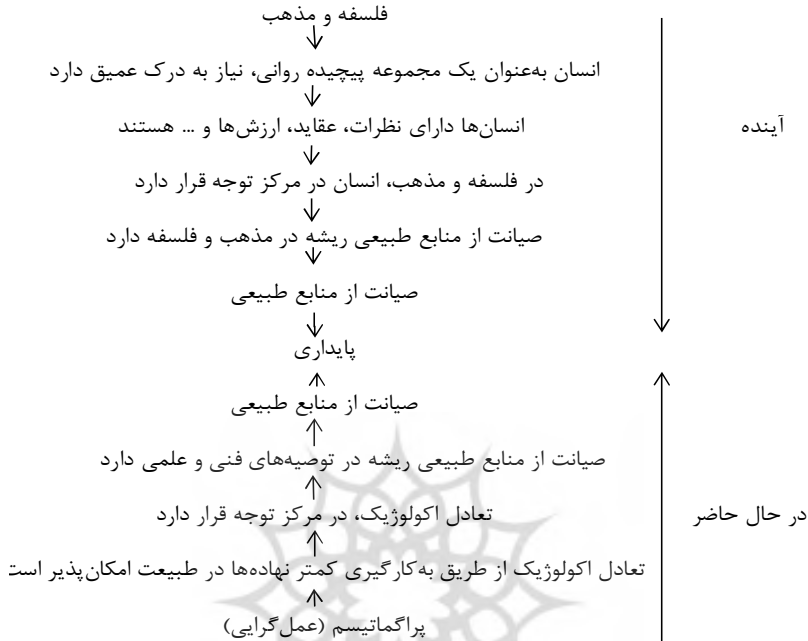 فلسفه و مذهب
انسان به‌عنوان یک مجموعه پیچیده روانی، نیاز به درک عمیق دارد
آینده
انسان‌ها دارای نظرات، عقاید، ارزش‌ها و ... هستند
در فلسفه و مذهب، انسان در مرکز توجه قرار دارد
صیانت از منابع طبیعی ریشه در مذهب و فلسفه دارد
صیانت از منابع طبیعی
پایداری
صیانت از منابع طبیعی
صیانت از منابع طبیعی ریشه در توصیه‌های فنی و علمی دارد
در حال حاضر
تعادل اکولوژیک، در مرکز توجه قرار دارد
تعادل اکولوژیک از طریق به‌کارگیری کمتر نهاده‌ها در طبیعت امکان‌پذیر است
پراگماتیسم (عمل‌گرایی)